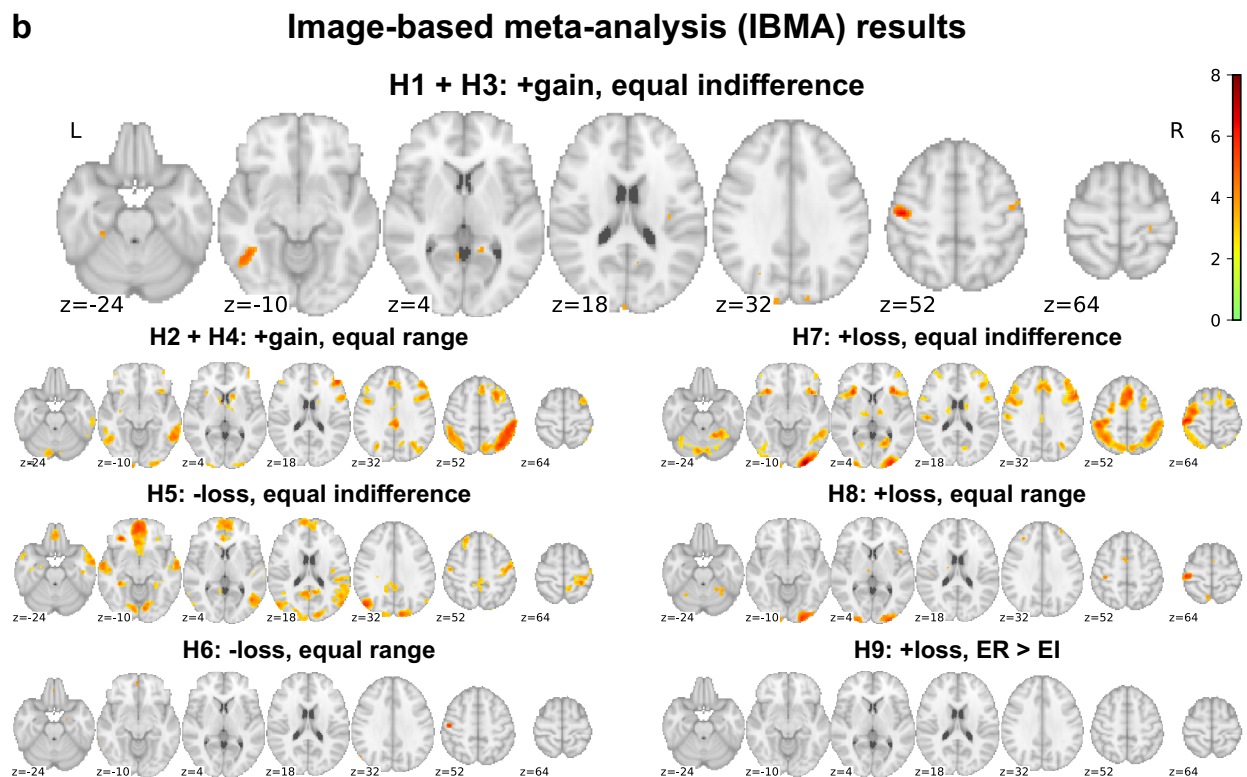 b
Image-based meta-analysis (IBMA) results
H1 + H3: +gain, equal indifference
L
R
8
6
4
2
0
z=-24 z=-10 z=4 z=18 z=32 z=52 z=64
H2 + H4: +gain, equal range
z=-24 z=-10 z=4 z=18 z=32 z=52 z=64
H7: +loss, equal indifference
z=-24 z=-10 z=4 z=18 z=32 z=52 z=64
H5: -loss, equal indifference
z=-24 z=-10 z=4 z=18 z=32 z=52 z=64
H8: +loss, equal range
z=-24 z=-10 z=4 z=18 z=32 z=52 z=64
H6: -loss, equal range
z=-24 z=-10 z=4 z=18 z=32 z=52 z=64
H9: +loss, ER > EI
z=-24 z=-10 z=4 z=18 z=32 z=52 z=64